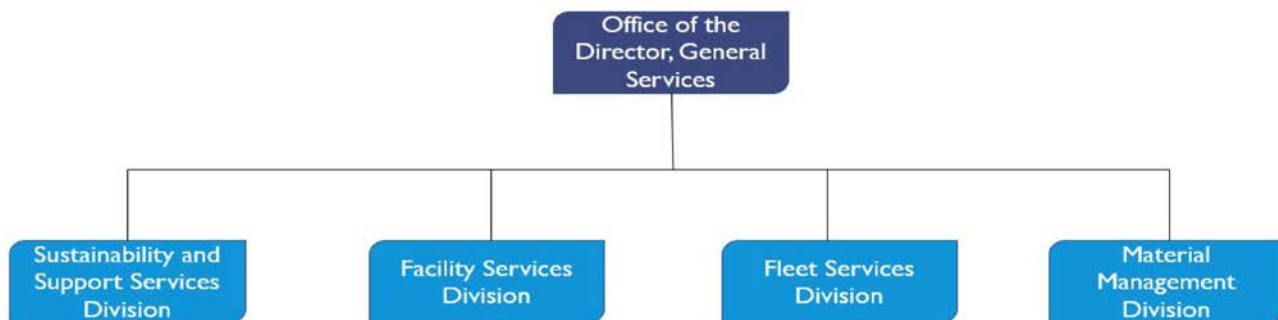 Office of the
Director, General
Services
Sustainability and
Support Services
Division
Facility Services
Division
Fleet Services
Division
Material
Management
Division